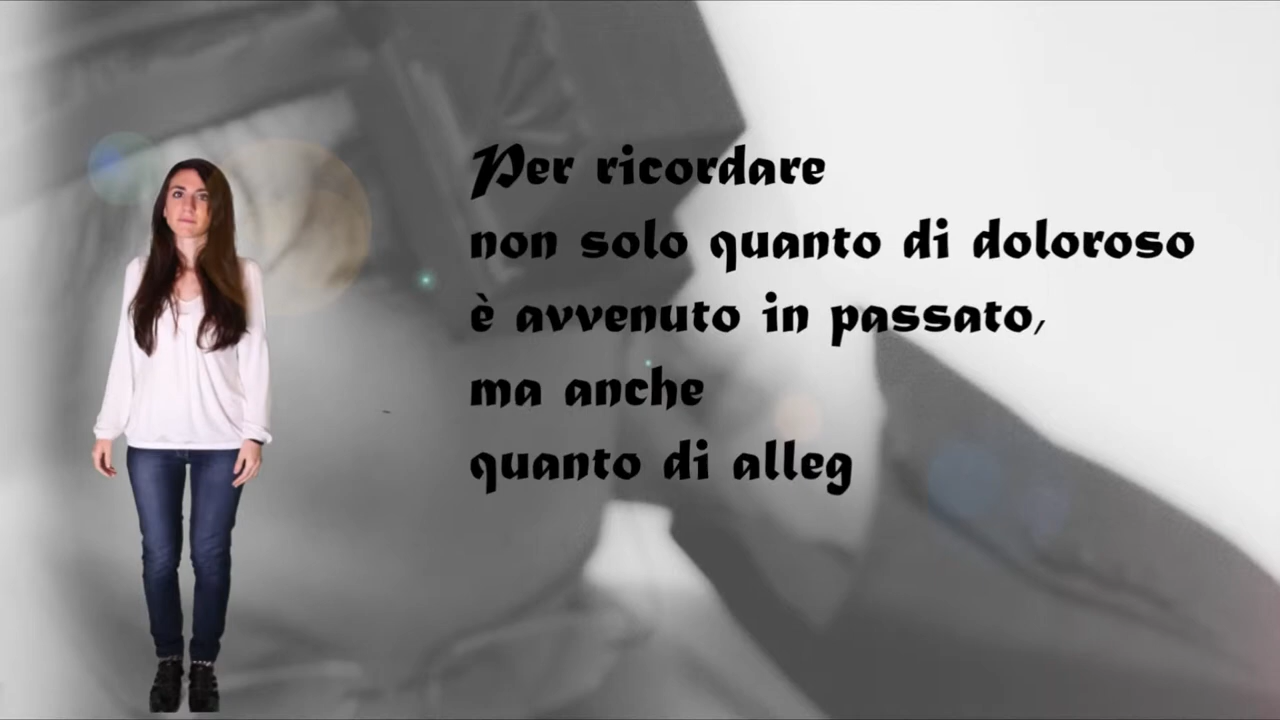 Per ricordare
non solo quanto di doloroso
è avvenuto in passato,
ma anche
quanto di alleg